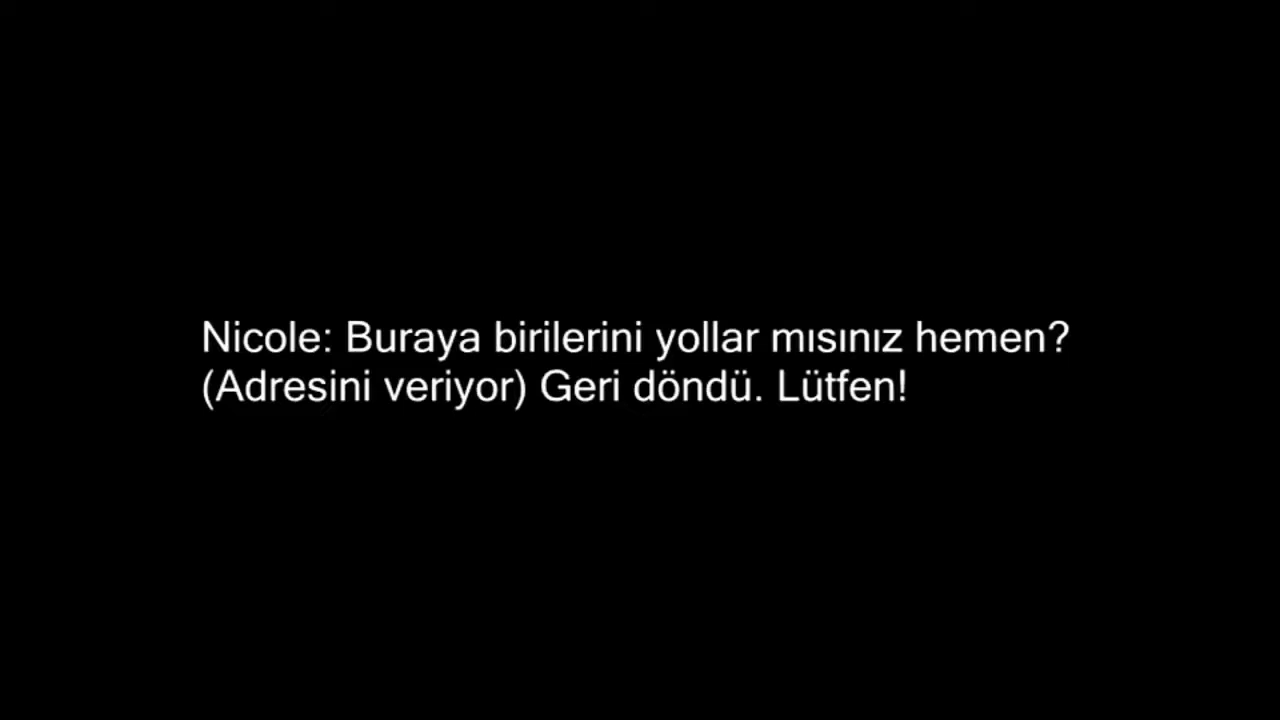 Nicole: Buraya birilerini yollar mısınız hemen?
(Adresini veriyor) Geri döndü. Lütfen!